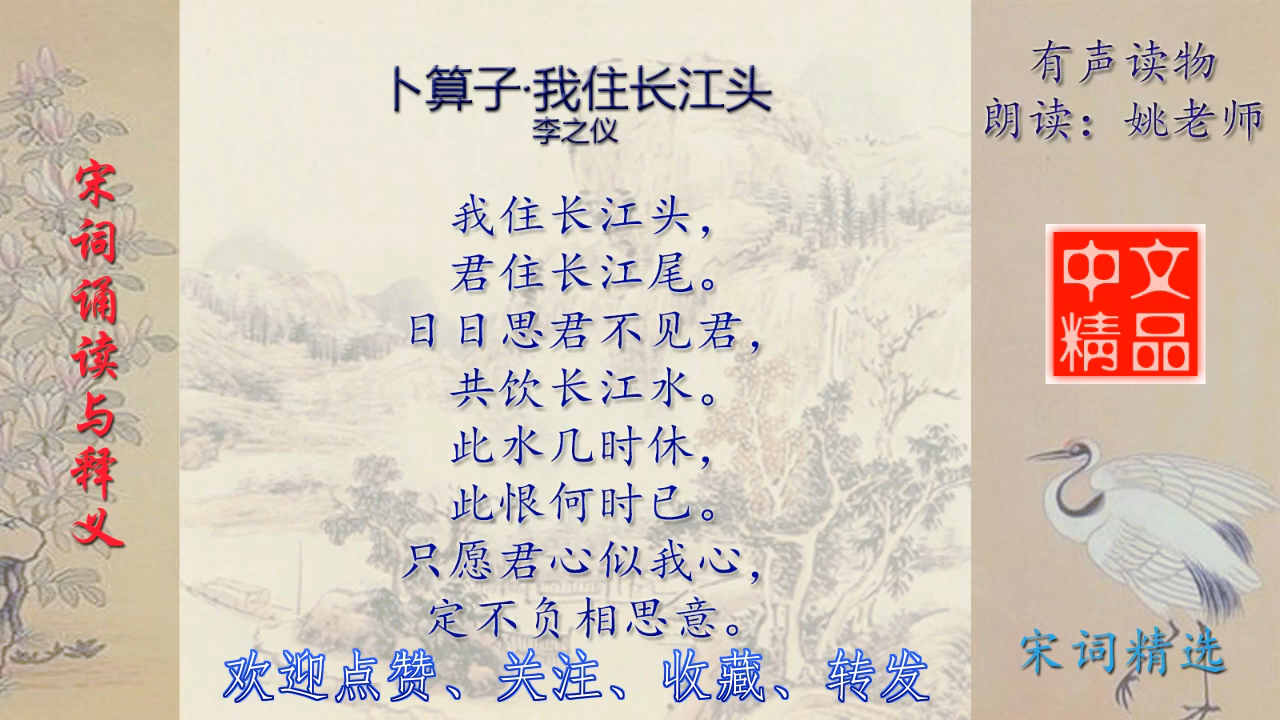 卜算子·我住长江头
李之仪
我住长江头，
君住长江尾。
日日思君不见君，
共饮长江水。
此水几时休，
此恨何时已。
只愿君心似我心，
定不负相思意。
欢迎点赞、关注、收藏、转发
宋词诵读与释义
有声读物
朗读：姚老师
中文
精品
宋词精选